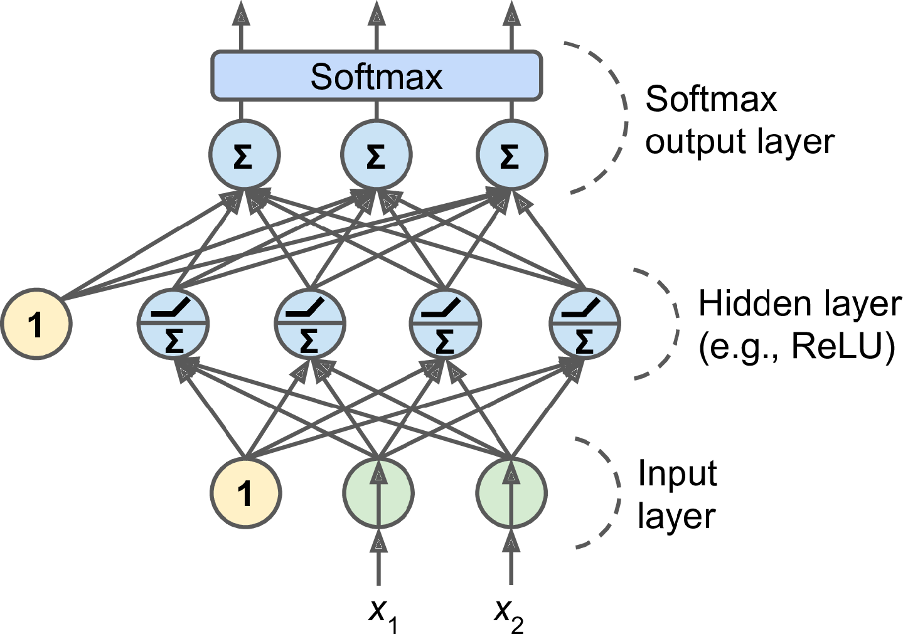 Softmax
Softmax
output layer
Σ Σ Σ
1
Σ Σ Σ Σ
Hidden layer
(e.g., ReLU)
1
Input
layer
x1 x2